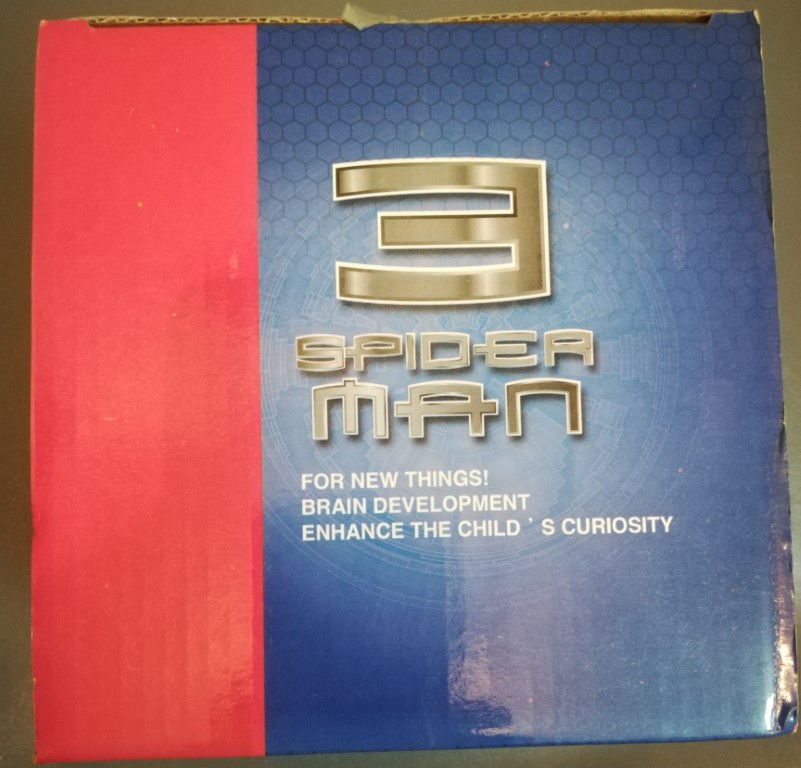 3
SPIDER
MAN
FOR NEW THINGS!
BRAIN DEVELOPMENT
ENHANCE THE CHILD ' S CURIOSITY